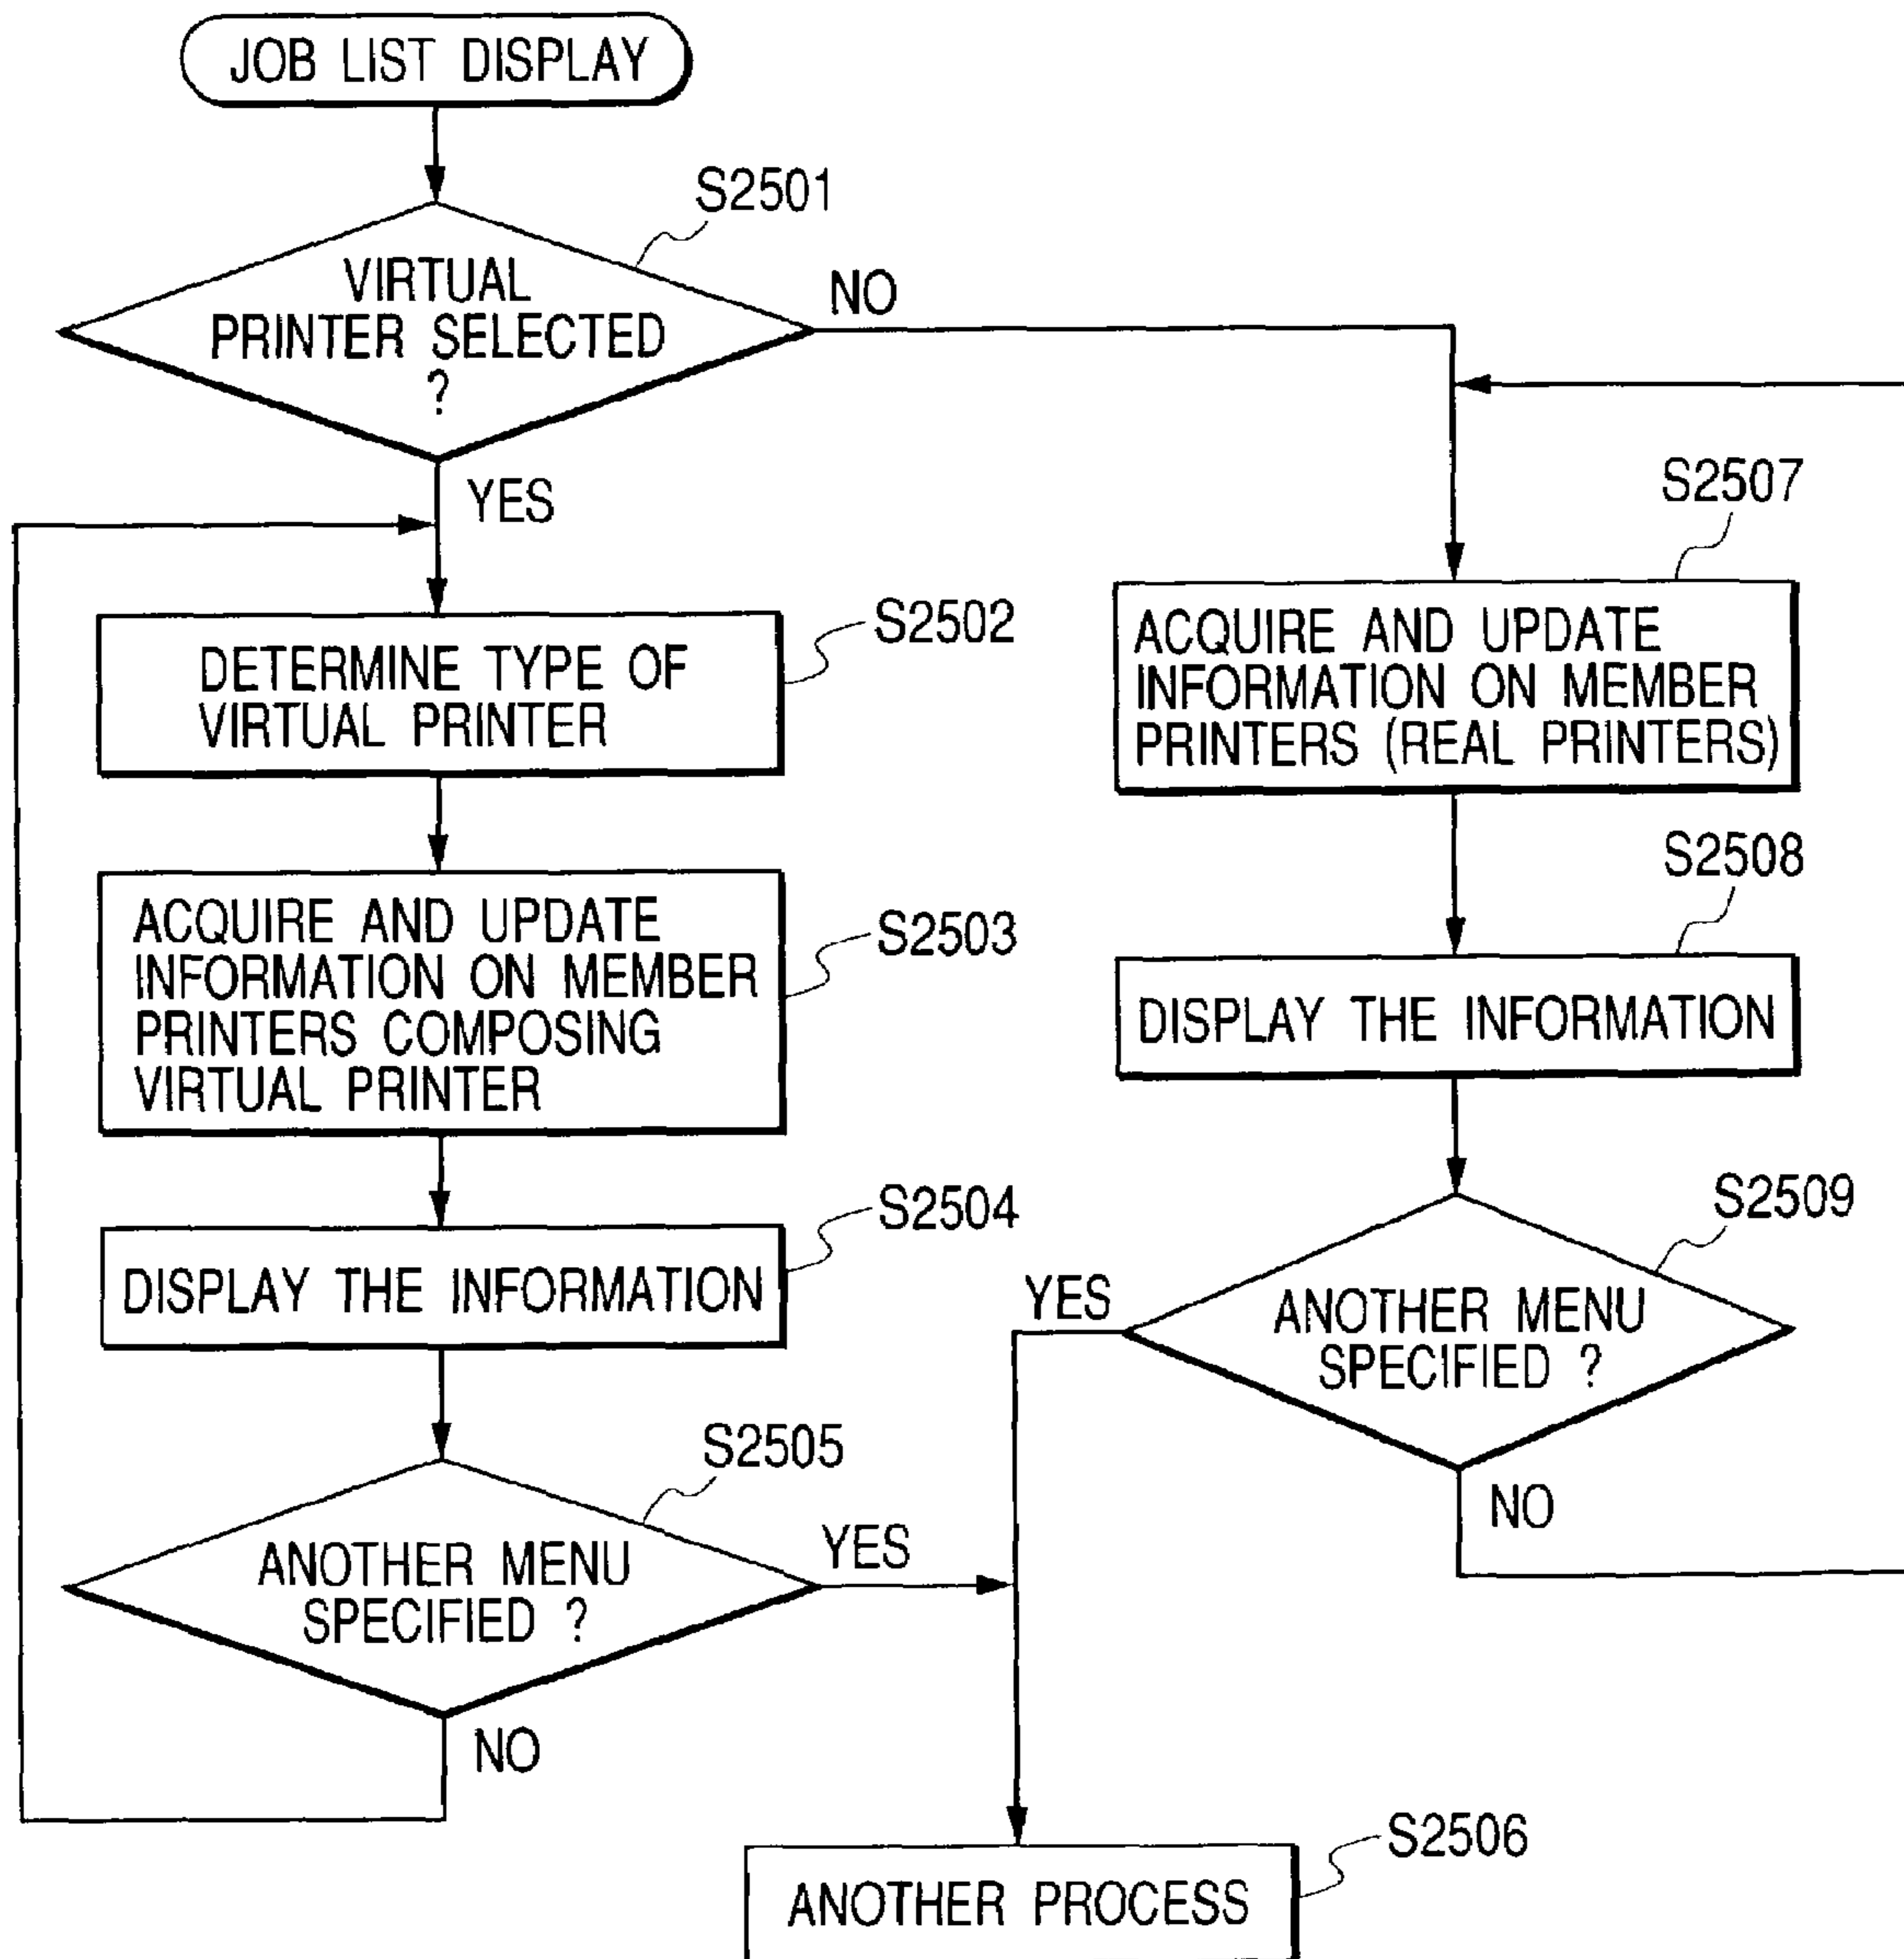 JOB LIST DISPLAY
S2501
VIRTUAL
PRINTER SELECTED
?
NO
YES
S2502
DETERMINE TYPE OF
VIRTUAL PRINTER
S2503
ACQUIRE AND UPDATE
INFORMATION ON MEMBER
PRINTERS COMPOSING
VIRTUAL PRINTER
S2504
DISPLAY THE INFORMATION
S2505
ANOTHER MENU
SPECIFIED ?
YES
NO
S2507
ACQUIRE AND UPDATE
INFORMATION ON MEMBER
PRINTERS (REAL PRINTERS)
S2508
DISPLAY THE INFORMATION
S2509
ANOTHER MENU
SPECIFIED ?
YES
NO
S2506
ANOTHER PROCESS